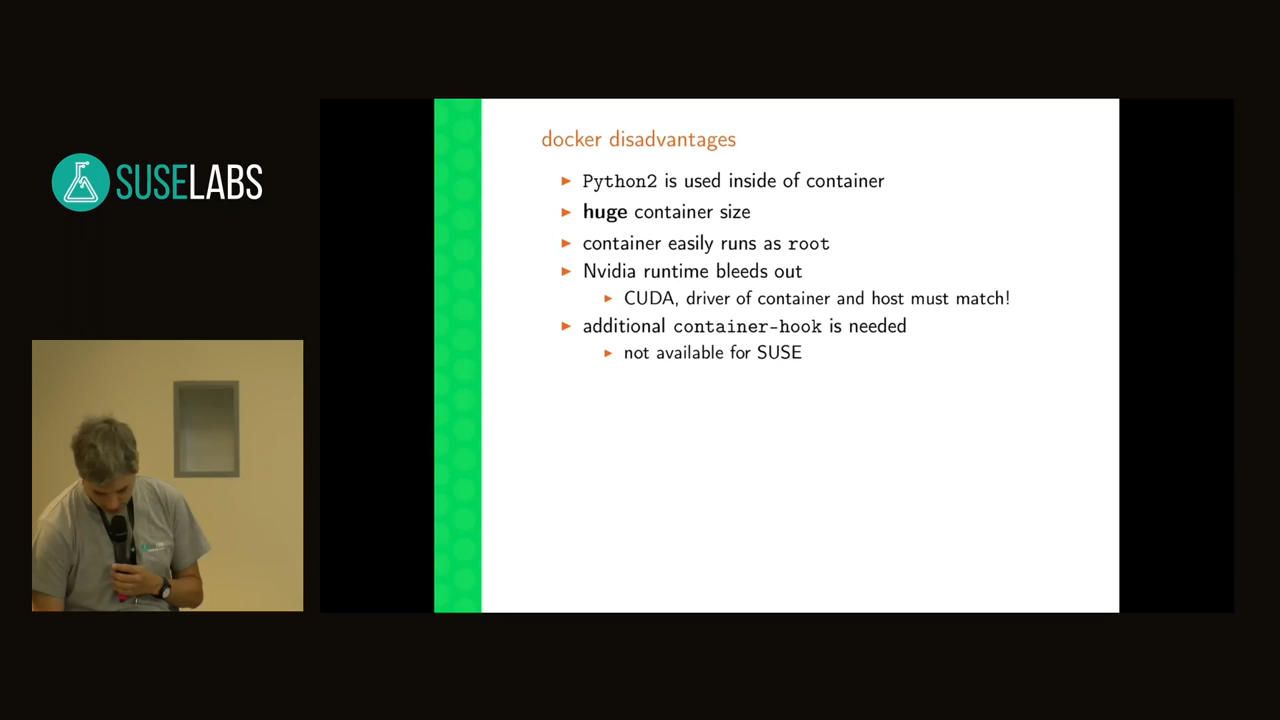 SUSELABS
docker disadvantages
Python2 is used inside of container
huge container size
container easily runs as root
Nvidia runtime bleeds out
CUDA, driver of container and host must match!
additional container-hook is needed
not available for SUSE